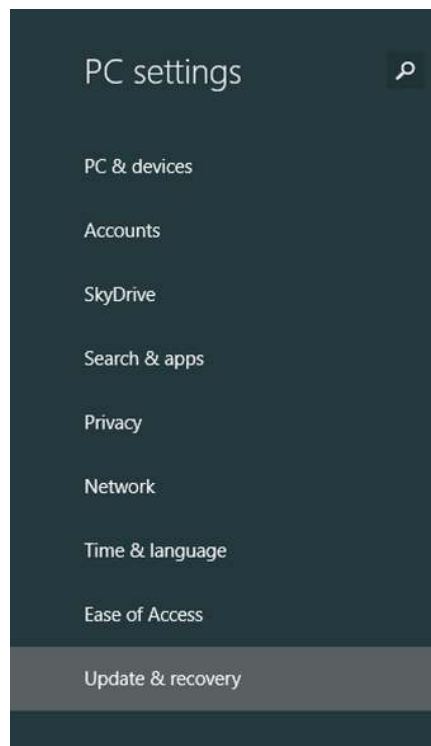 PC settings
PC & devices
Accounts
SkyDrive
Search & apps
Privacy
Network
Time & language
Ease of Access
Update & recovery